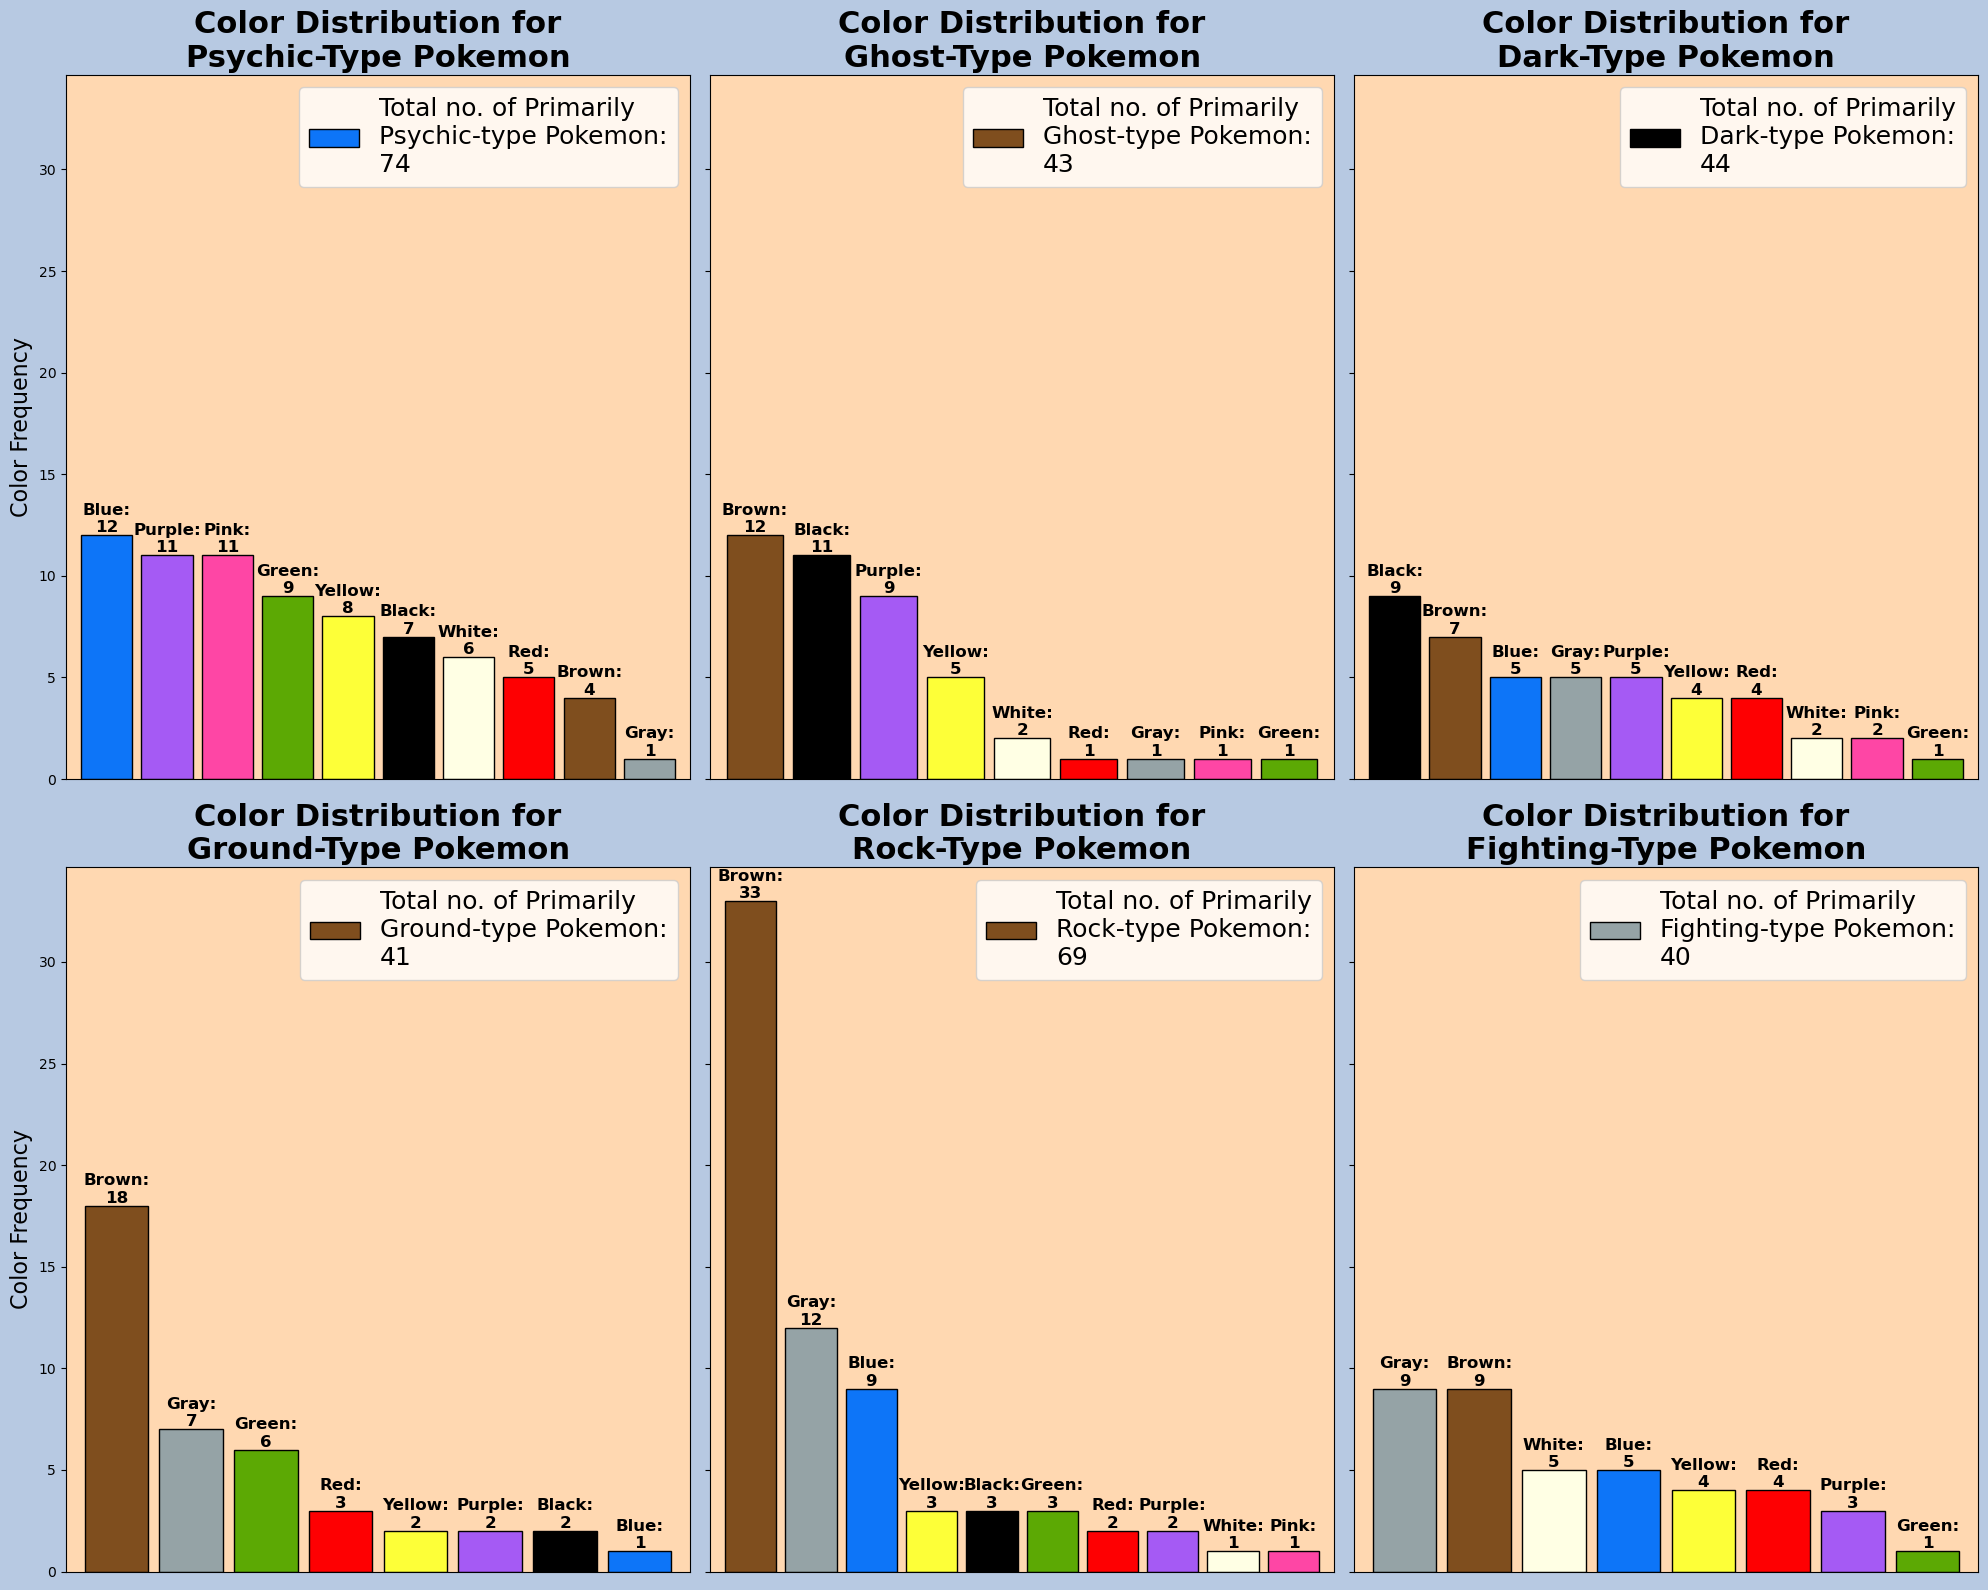 Color Distribution for
Psychic-Type Pokemon
Total no. of Primarily
Psychic-type Pokemon:
74
Color Frequency
30
25
20
15
10
5
0
Blue:
12
Purple:
11
Pink:
11
Green:
9
Yellow:
8
Black:
7
White:
6
Red:
5
Brown:
4
Gray:
1
Color Distribution for
Ghost-Type Pokemon
Total no. of Primarily
Ghost-type Pokemon:
43
Brown:
12
Black:
11
Purple:
9
Yellow:
5
White:
2
Red:
1
Gray:
1
Pink:
1
Green:
1
Color Distribution for
Dark-Type Pokemon
Total no. of Primarily
Dark-type Pokemon:
44
Black:
9
Brown:
7
Blue:
5
Gray:
5
Purple:
5
Yellow:
4
Red:
4
White:
2
Pink:
2
Green:
1
Color Distribution for
Ground-Type Pokemon
Total no. of Primarily
Ground-type Pokemon:
41
Color Frequency
30
25
20
15
10
5
0
Brown:
18
Gray:
7
Green:
6
Red:
3
Yellow:
2
Purple:
2
Black:
2
Blue:
1
Color Distribution for
Rock-Type Pokemon
Total no. of Primarily
Rock-type Pokemon:
69
Brown:
33
Gray:
12
Blue:
9
Yellow:
3
Black:
3
Green:
3
Red:
2
Purple:
2
White:
1
Pink:
1
Color Distribution for
Fighting-Type Pokemon
Total no. of Primarily
Fighting-type Pokemon:
40
Gray:
9
Brown:
9
White:
5
Blue:
5
Yellow:
4
Red:
4
Purple:
3
Green:
1